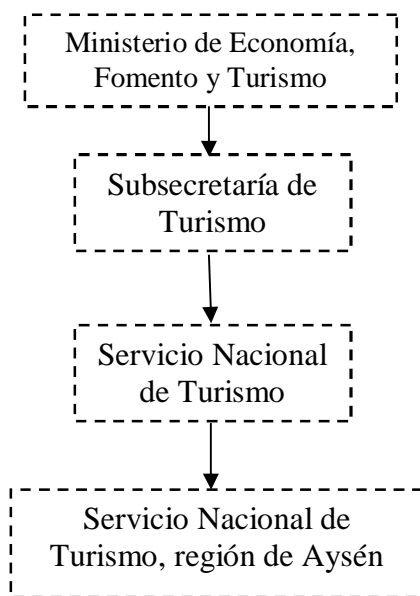 Ministerio de Economía,
Fomento y Turismo
Subsecretaría de
Turismo
Servicio Nacional
de Turismo
Servicio Nacional de
Turismo, región de Aysén